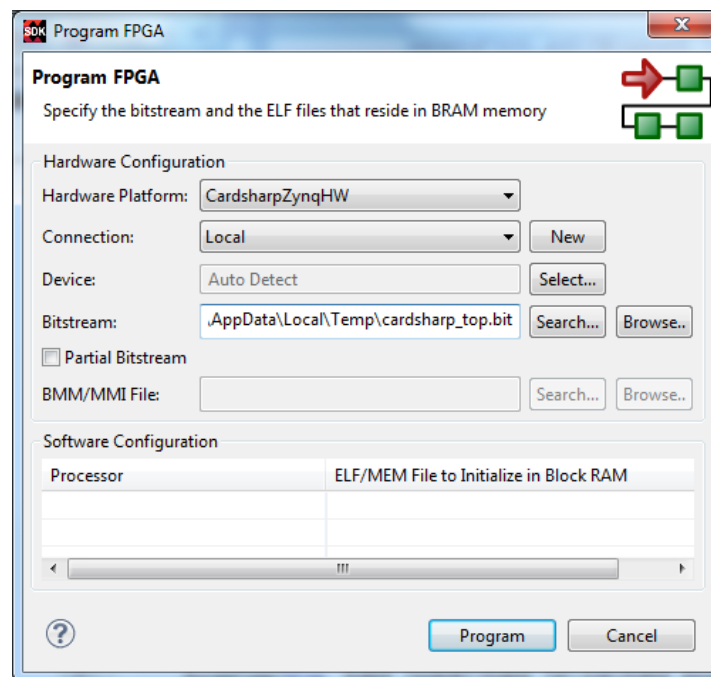 SDK Program FPGA
Program FPGA
Specify the bitstream and the ELF files that reside in BRAM memory
Hardware Configuration
Hardware Platform: CardsharpZynqHW
Connection: Local New
Device: Auto Detect Select...
Bitstream: \AppData\Local\Temp\cardsharp_top.bit Search... Browse..
Partial Bitstream
BMM/MMI File: Search... Browse..
Software Configuration
Processor ELF/MEM File to Initialize in Block RAM
? Program Cancel